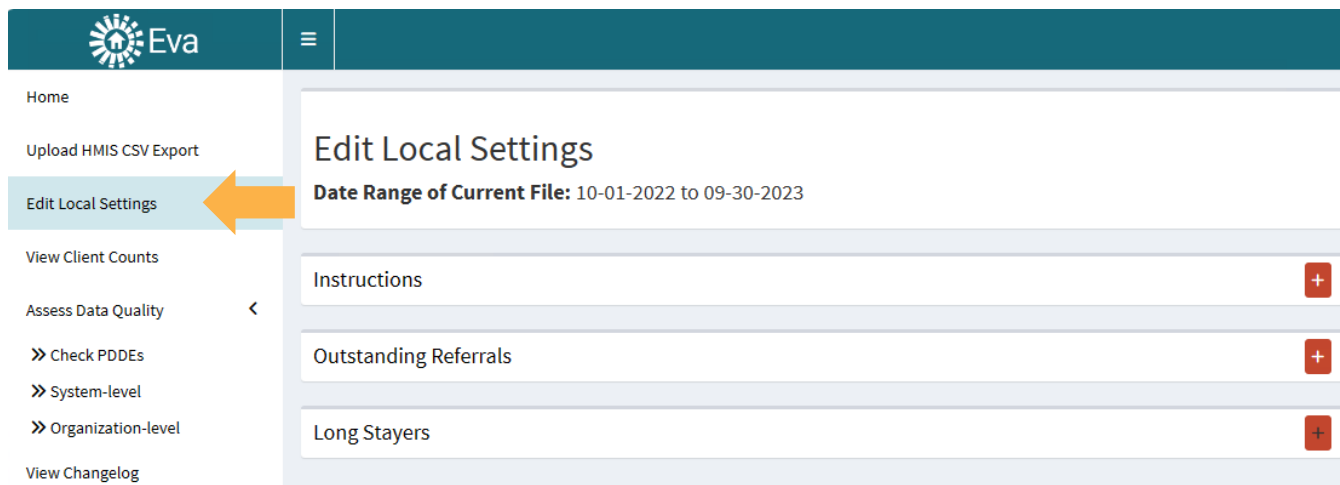 Eva
Home
Upload HMIS CSV Export
Edit Local Settings
View Client Counts
Assess Data Quality
Check PDDEs
System-level
Organization-level
View Changelog
Edit Local Settings
Date Range of Current File: 10-01-2022 to 09-30-2023
Instructions
Outstanding Referrals
Long Stayers